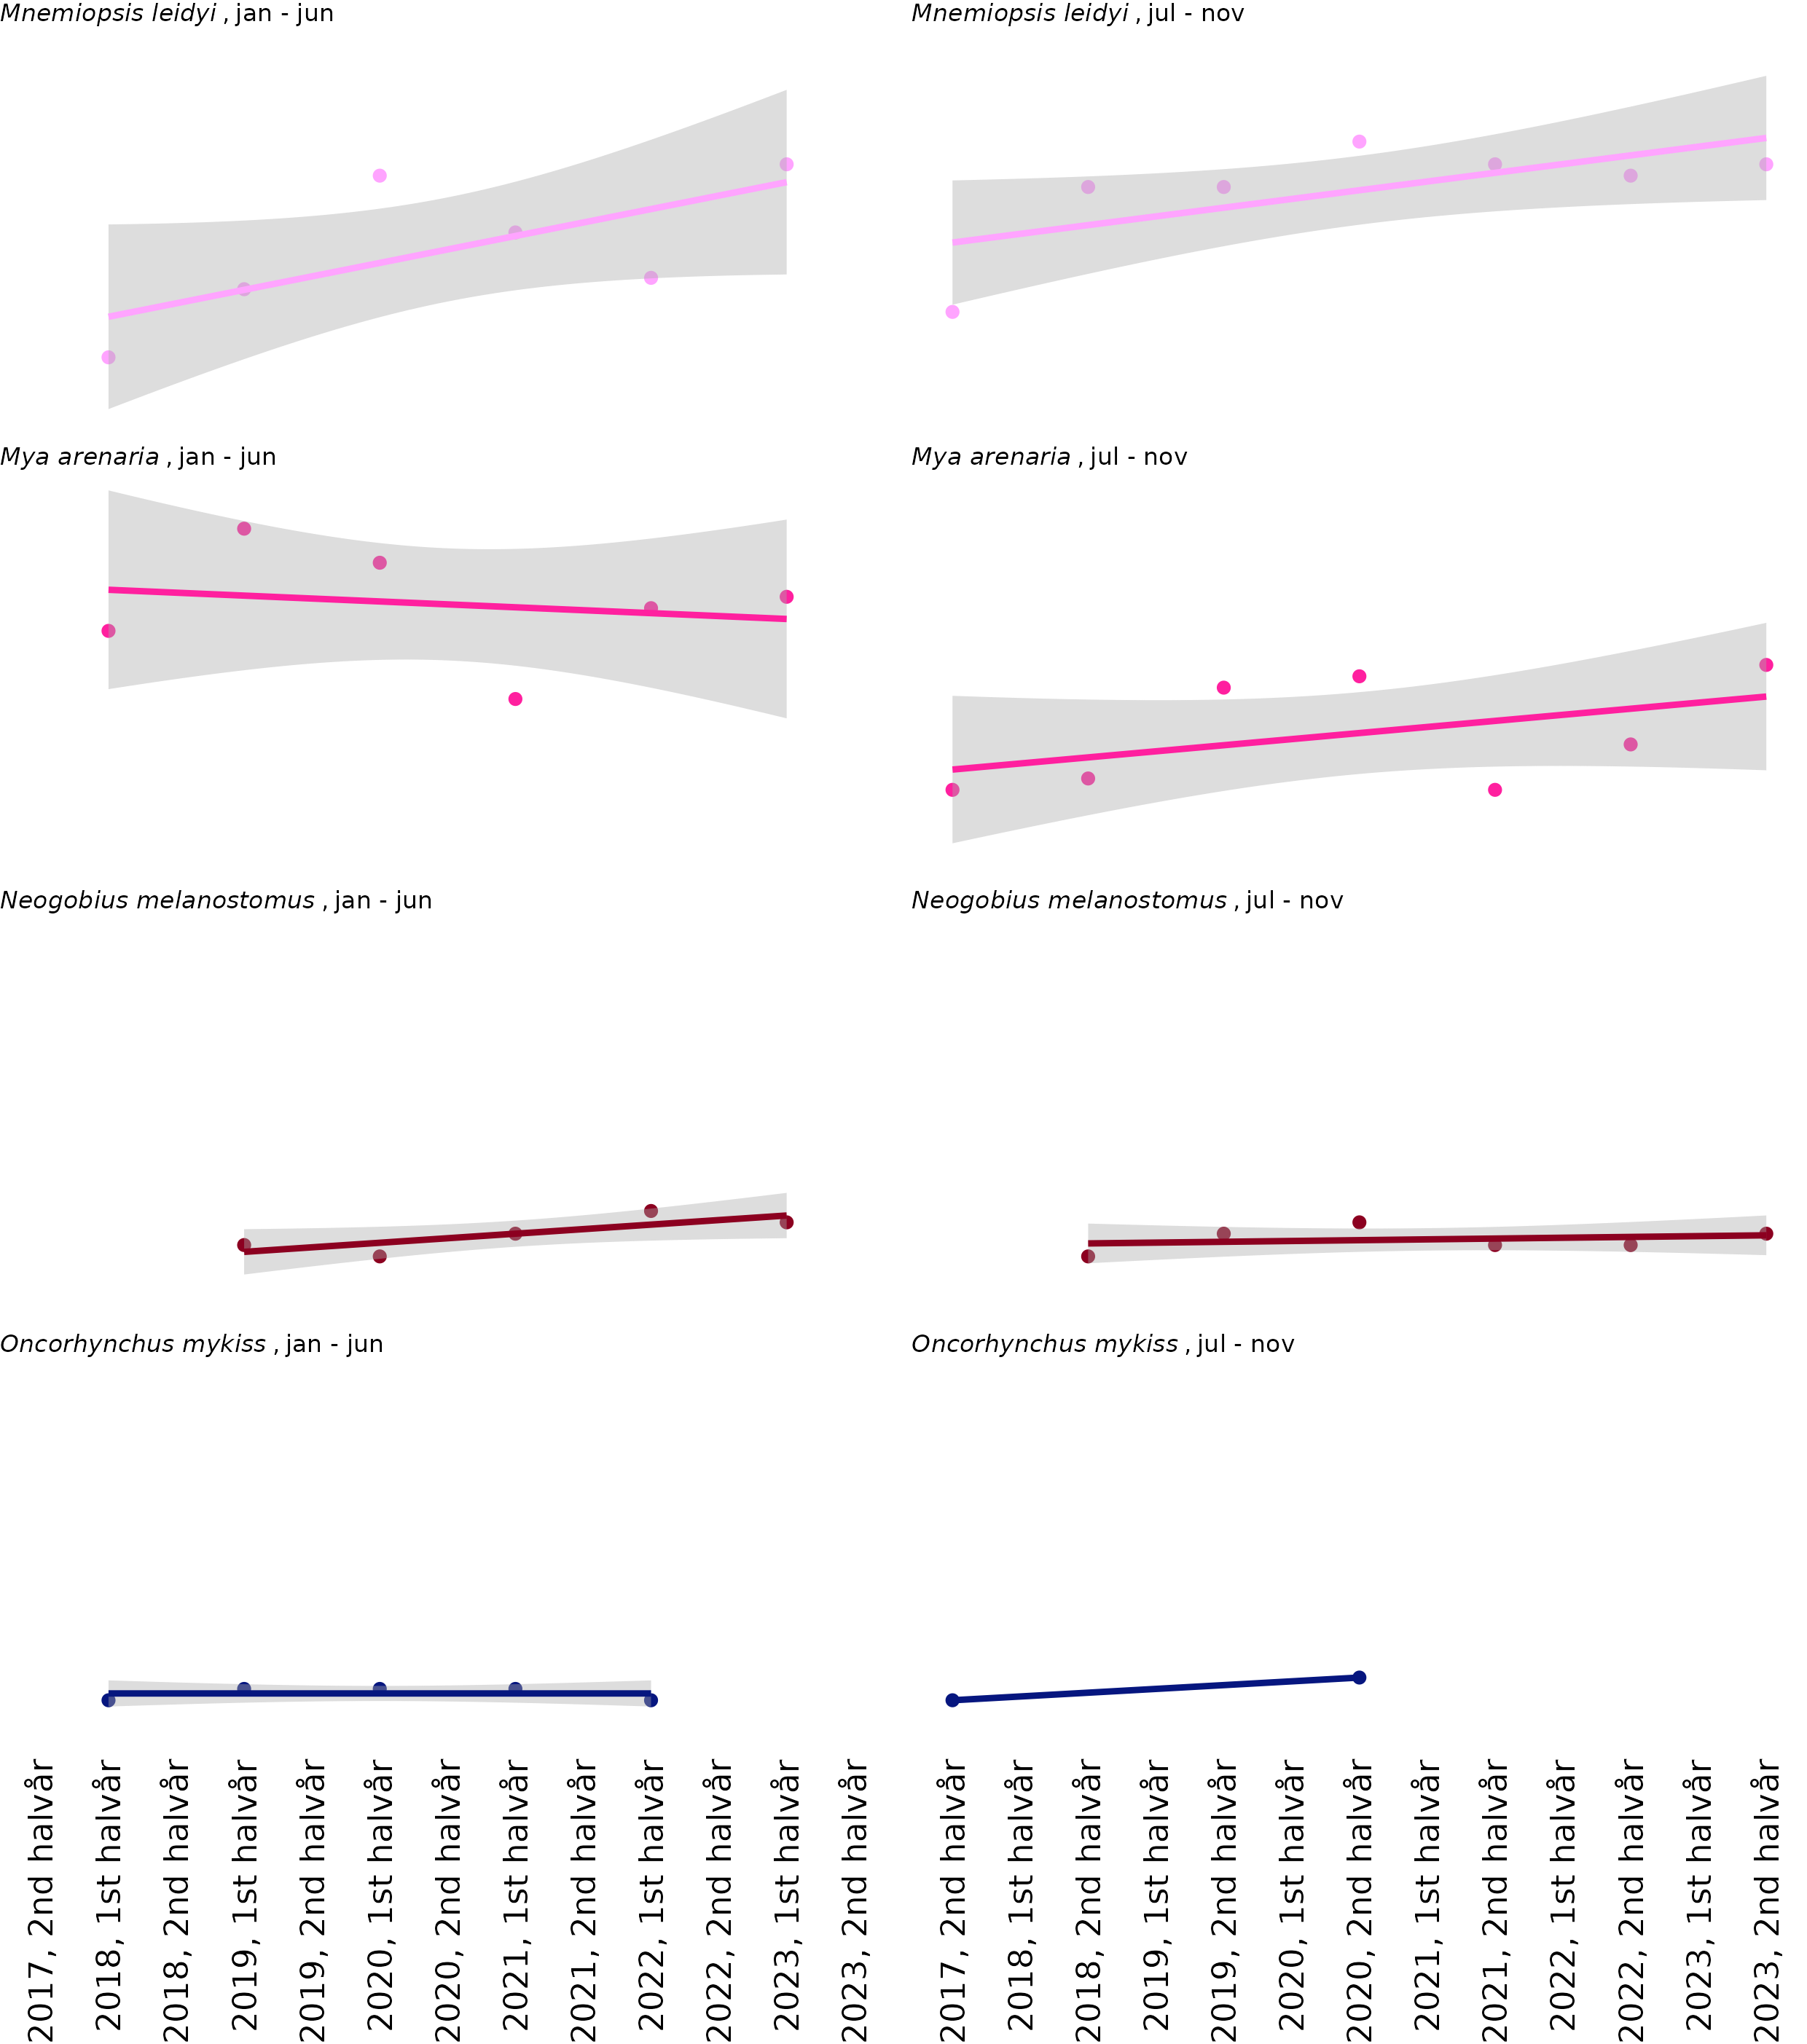 Mnemiopsis leidyi , jan - jun
Mnemiopsis leidyi , jul - nov
Mya arenaria , jan - jun
Mya arenaria , jul - nov
Neogobius melanostomus , jan - jun
Neogobius melanostomus , jul - nov
Oncorhynchus mykiss , jan - jun
Oncorhynchus mykiss , jul - nov
2017, 2nd halvår
2018, 1st halvår
2018, 2nd halvår
2019, 1st halvår
2019, 2nd halvår
2020, 1st halvår
2020, 2nd halvår
2021, 1st halvår
2021, 2nd halvår
2022, 1st halvår
2022, 2nd halvår
2023, 1st halvår
2023, 2nd halvår
2017, 2nd halvår
2018, 1st halvår
2018, 2nd halvår
2019, 1st halvår
2019, 2nd halvår
2020, 1st halvår
2020, 2nd halvår
2021, 1st halvår
2021, 2nd halvår
2022, 1st halvår
2022, 2nd halvår
2023, 1st halvår
2023, 2nd halvår